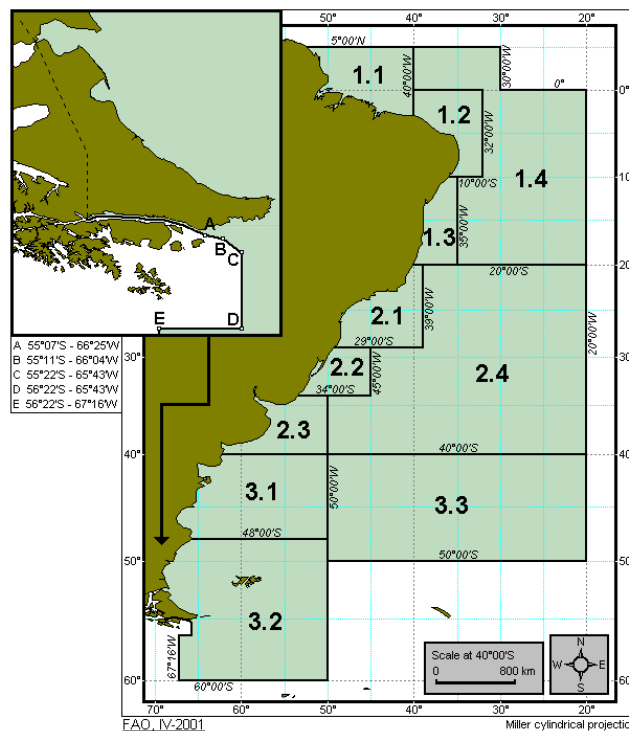 50° 40° 30° 20°
5°00'N
1.1
40°00'W
30°00'W
0°
0°
1.2
32°00'W
10°00'S
10°
1.4
1.3
35°00'W
20°00'S
20°
A
B
C
D
E
A 55°07'S - 66°25'W
B 55°11'S - 66°04'W
C 55°22'S - 65°43'W
D 56°22'S - 65°43'W
E 56°22'S - 67°16'W
2.1
39°00'W
29°00'S
20°00'W
30°
30°
2.2
45°00'W
34°00'S
2.4
2.3
40°
40°00'S
40°
3.1
50°00'W
3.3
48°00'S
50°
50°00'S
50°
3.2
67°16'W
60°00'S
60°
60°
Scale at 40°00'S
0 800 km
N
W E
S
70° 60° 50° 40° 30° 20°
FAO, IV-2001
Miller cylindrical projectio